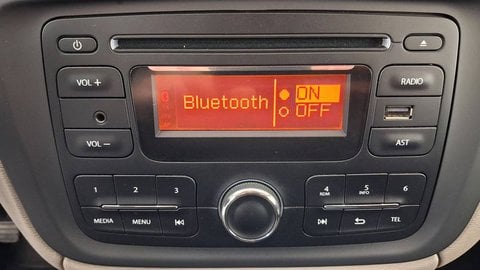 VOL +
RADIO
Bluetooth
ON
OFF
VOL −
AST
1 2 3
4 RDM 5 INFO 6
MEDIA MENU
TEL